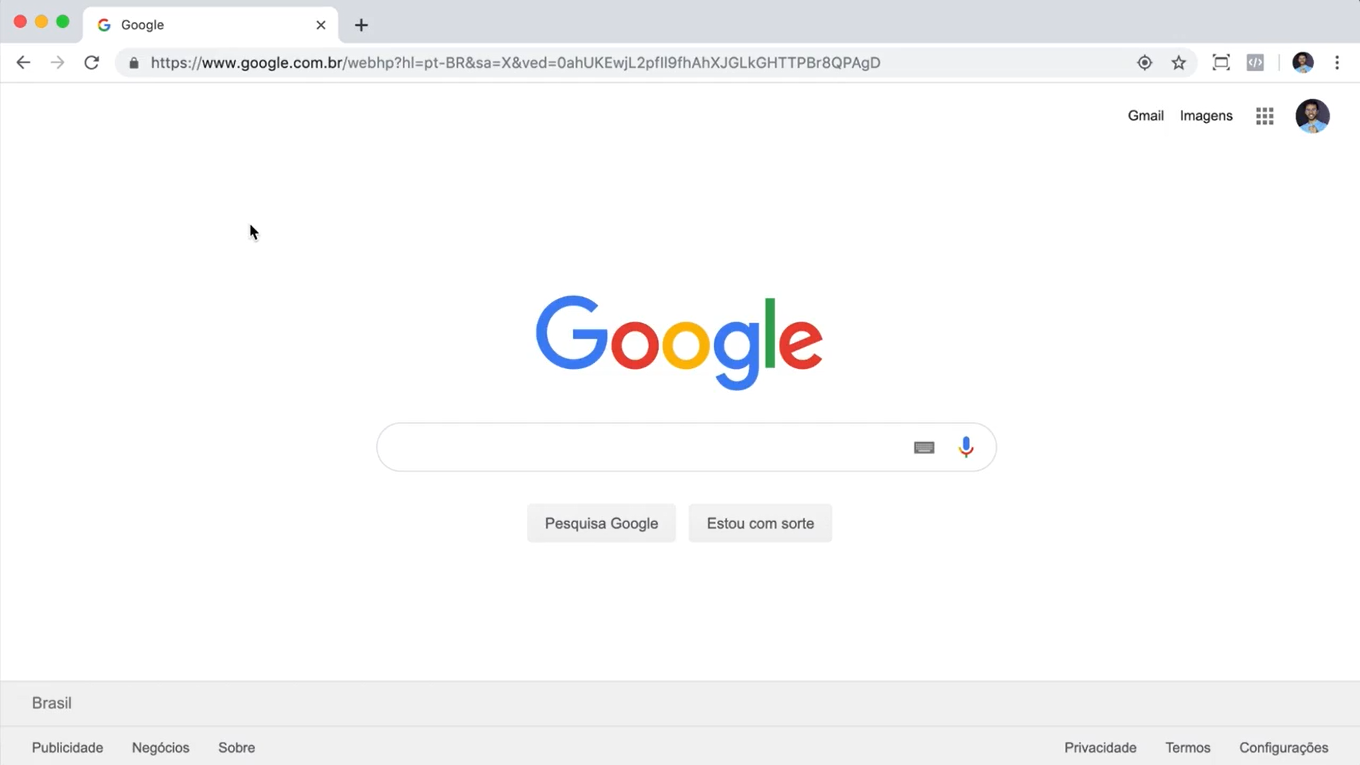 Google
https://www.google.com.br/webhp?hl=pt-BR&sa=X&ved=0ahUKEwjL2pfIl9fhAhXJGLkGHTTPBr8QPAgD
Gmail Imagens
Google
Pesquisa Google Estou com sorte
Brasil
Publicidade Negócios Sobre Privacidade Termos Configurações